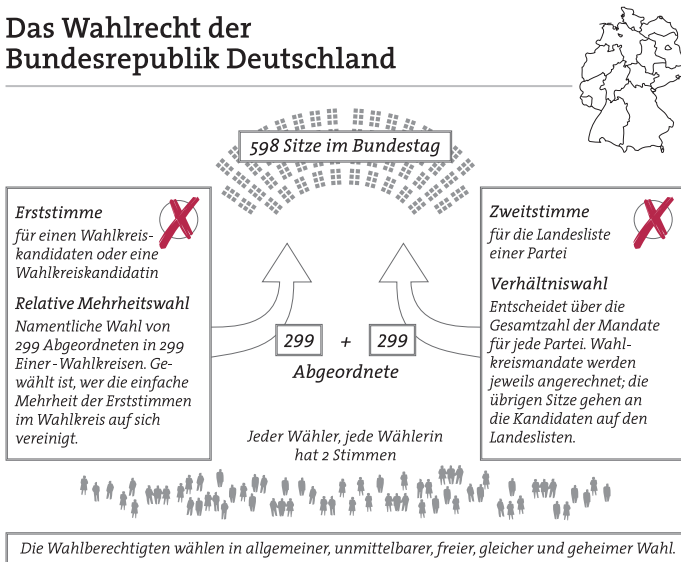 Das Wahlrecht der
Bundesrepublik Deutschland
598 Sitze im Bundestag
Erststimme
für einen Wahlkreis-
kandidaten oder eine
Wahlkreiskandidatin
Relative Mehrheitswahl
Namentliche Wahl von
299 Abgeordneten in 299
Einer-Wahlkreisen. Ge-
wählt ist, wer die einfache
Mehrheit der Erststimmen
im Wahlkreis auf sich
vereinigt.
299 + 299
Abgeordnete
Jeder Wähler, jede Wählerin
hat 2 Stimmen
Zweitstimme
für die Landesliste
einer Partei
Verhältniswahl
Entscheidet über die
Gesamtzahl der Mandate
für jede Partei. Wahl-
kreismandate werden
jeweils angerechnet; die
übrigen Sitze gehen an
die Kandidaten auf den
Landeslisten.
Die Wahlberechtigten wählen in allgemeiner, unmittelbarer, freier, gleicher und geheimer Wahl.